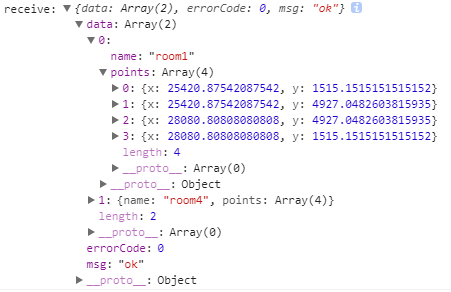 receive: ▼ {data: Array(2), errorCode: 0, msg: "ok"} i
▼ data: Array(2)
▼ 0:
name: "room1"
▼ points: Array(4)
▶ 0: {x: 25420.87542087542, y: 1515.1515151515152}
▶ 1: {x: 25420.87542087542, y: 4927.0482603815935}
▶ 2: {x: 28080.80808080808, y: 4927.0482603815935}
▶ 3: {x: 28080.80808080808, y: 1515.1515151515152}
length: 4
▶ __proto__: Array(0)
▶ __proto__: Object
▶ 1: {name: "room4", points: Array(4)}
length: 2
▶ __proto__: Array(0)
errorCode: 0
msg: "ok"
▶ __proto__: Object